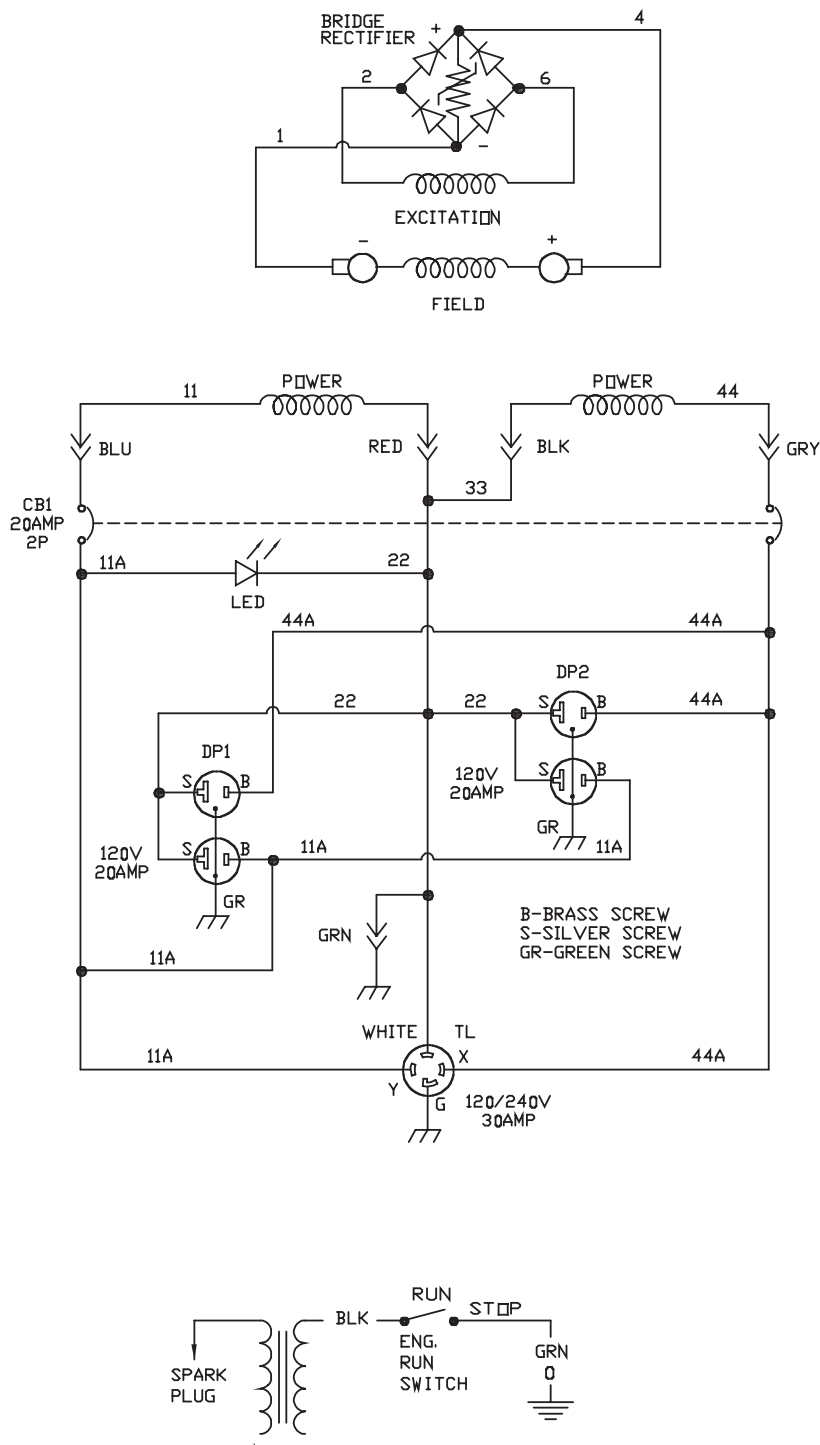 BRIDGE
RECTIFIER
+
4
2
6
1
-
EXCITATION
-
+
FIELD
11
POWER
POWER
44
BLU
RED
BLK
GRY
33
CB1
20AMP
2P
11A
22
LED
44A
44A
DP2
22
22
S
B
44A
DP1
120V
20AMP
S
B
S
B
GR
120V
20AMP
S
B
11A
11A
GR
GRN
B-BRASS SCREW
S-SILVER SCREW
GR-GREEN SCREW
11A
WHITE
TL
11A
X
44A
Y
G
120/240V
30AMP
RUN
BLK
STOP
SPARK
PLUG
ENG.
RUN
SWITCH
GRN
0